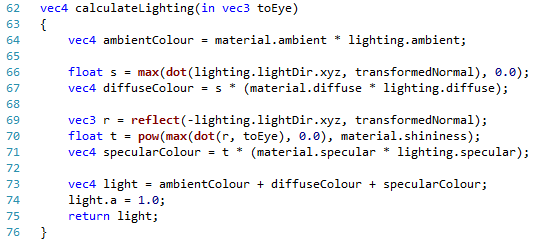 62 vec4 calculateLighting(in vec3 toEye)
63 {
64     vec4 ambientColour = material.ambient * lighting.ambient;
65
66     float s = max(dot(lighting.lightDir.xyz, transformedNormal), 0.0);
67     vec4 diffuseColour = s * (material.diffuse * lighting.diffuse);
68
69     vec3 r = reflect(-lighting.lightDir.xyz, transformedNormal);
70     float t = pow(max(dot(r, toEye), 0.0), material.shininess);
71     vec4 specularColour = t * (material.specular * lighting.specular);
72
73     vec4 light = ambientColour + diffuseColour + specularColour;
74     light.a = 1.0;
75     return light;
76 }